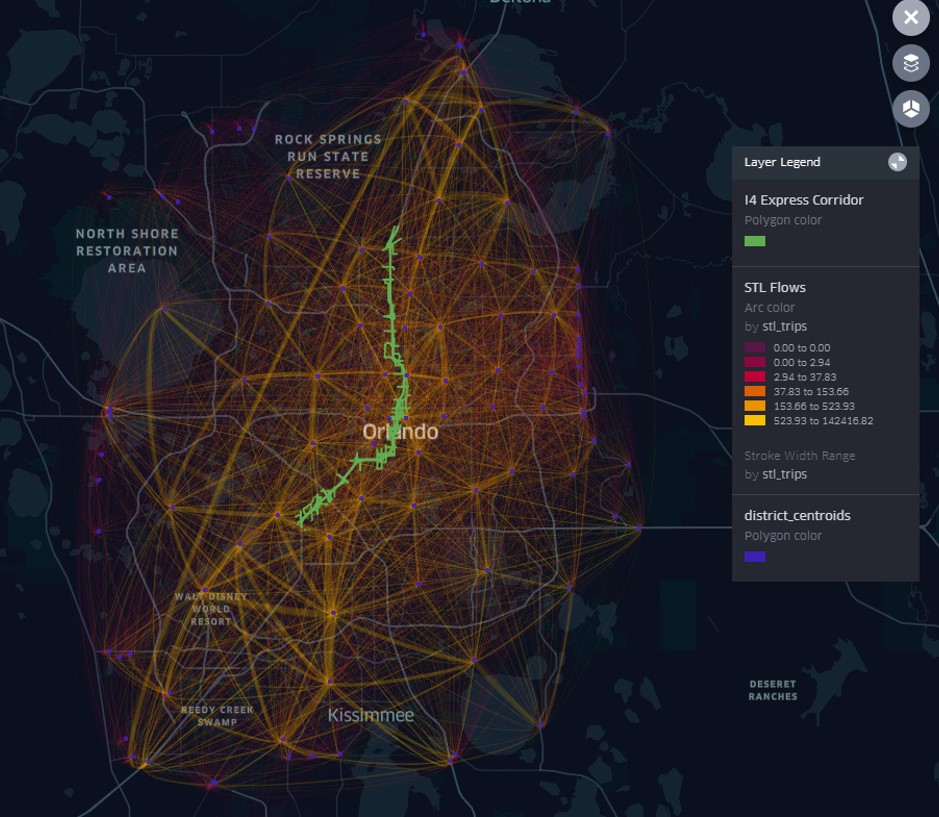 Deltona
ROCK SPRINGS
RUN STATE
RESERVE
NORTH SHORE
RESTORATION
AREA
Orlando
WALT DISNEY
WORLD
RESORT
REEDY CREEK
SWAMP
Kissimmee
DESERET
RANCHES
Layer Legend
I4 Express Corridor
Polygon color
STL Flows
Arc color
by stl_trips
0.00 to 0.00
0.00 to 2.94
2.94 to 37.83
37.83 to 153.66
153.66 to 523.93
523.93 to 142416.82
Stroke Width Range
by stl_trips
district_centroids
Polygon color